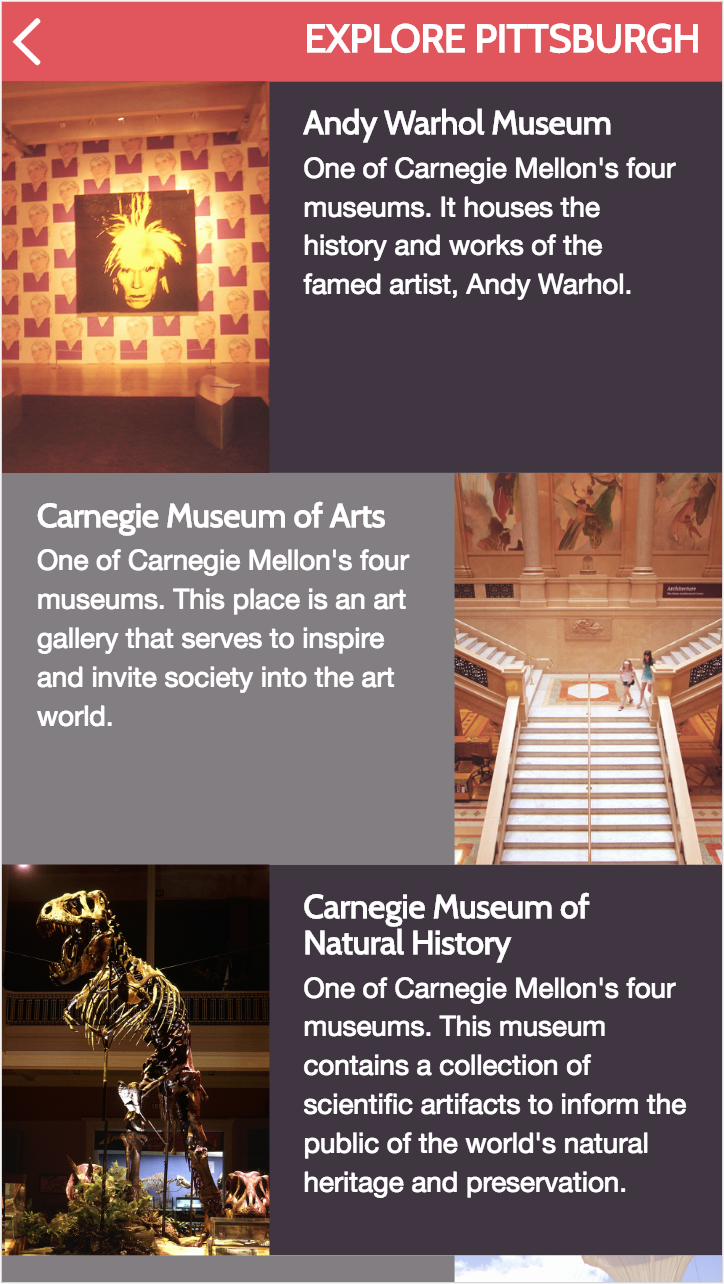 EXPLORE PITTSBURGH
Andy Warhol Museum
One of Carnegie Mellon's four
museums. It houses the
history and works of the
famed artist, Andy Warhol.
Carnegie Museum of Arts
One of Carnegie Mellon's four
museums. This place is an art
gallery that serves to inspire
and invite society into the art
world.
Architecture
Carnegie Museum of
Natural History
One of Carnegie Mellon's four
museums. This museum
contains a collection of
scientific artifacts to inform the
public of the world's natural
heritage and preservation.